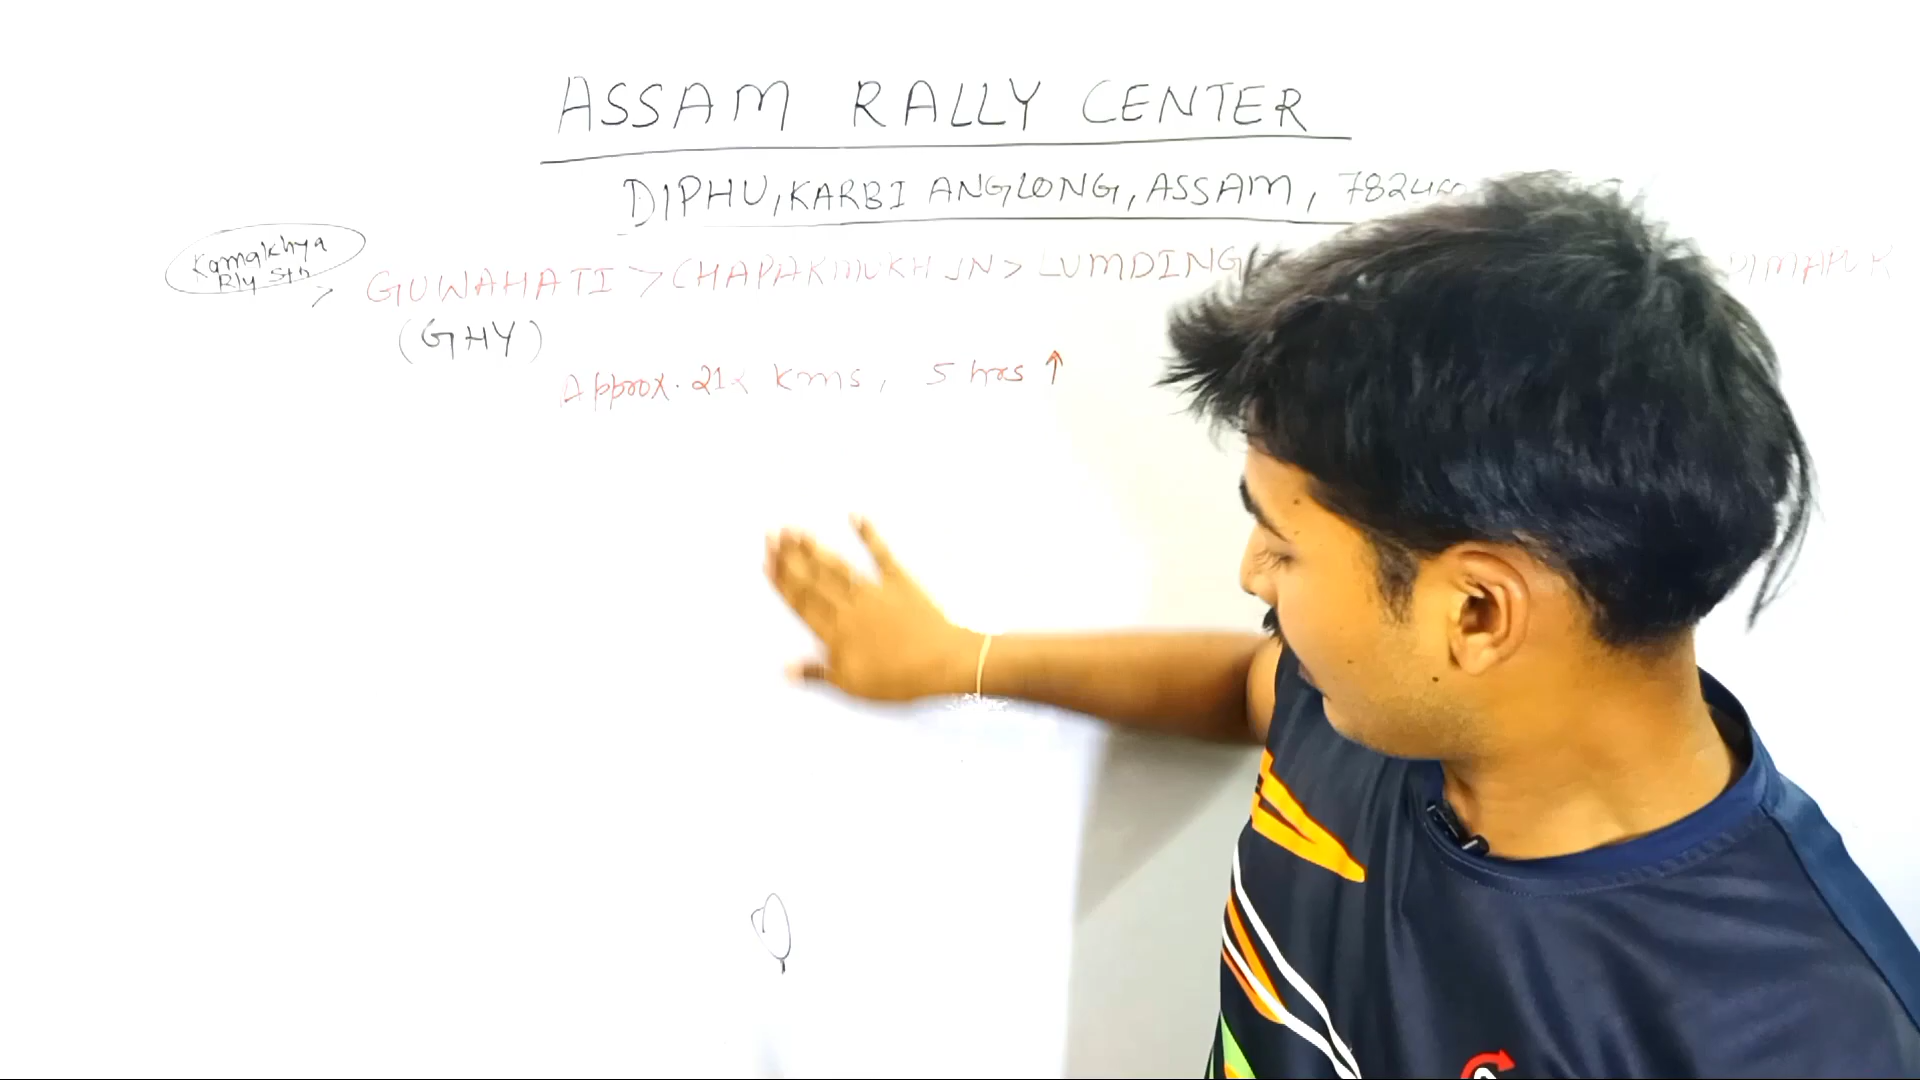 ASSAM RALLY CENTER
DIPHU, KARBI ANGLONG, ASSAM,
Kamakhya
Rly Stn
> GUWAHATI > CHAPARMUKH JN > LUMDING
(GHY)
Approx. kms, 5 hrs ↑